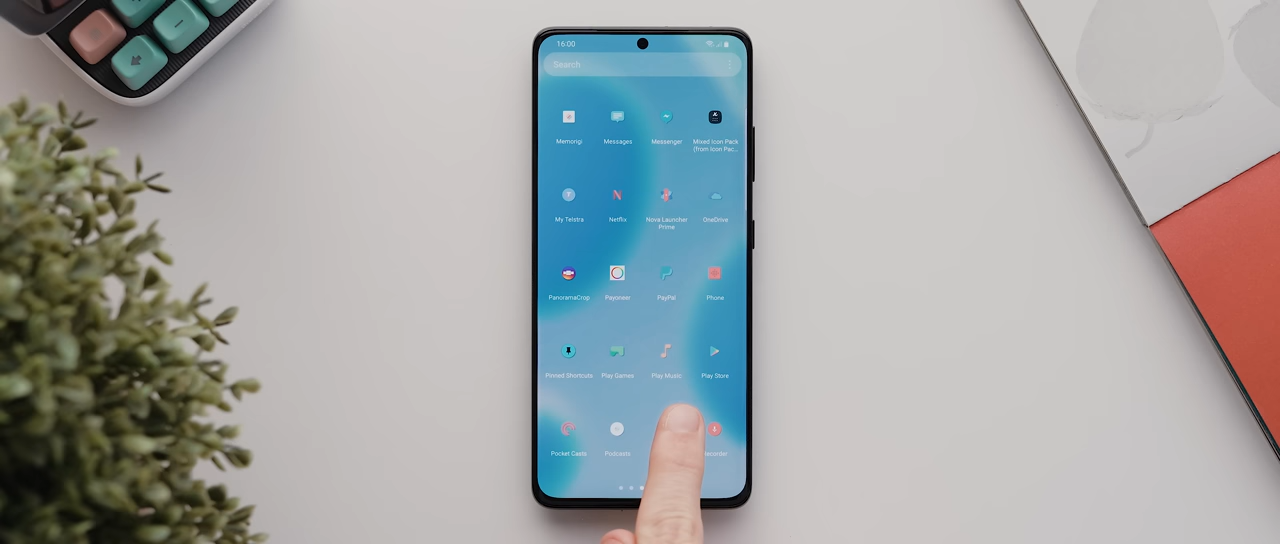 16:00
Search
Memorigi
Messages
Messenger
Mixed Icon Pack
(from Icon Pac...
My Telstra
Netflix
Nova Launcher
Prime
OneDrive
PanoramaCrop
Payoneer
PayPal
Phone
Pinned Shortcuts
Play Games
Play Music
Play Store
Pocket Casts
Podcasts
ecorder